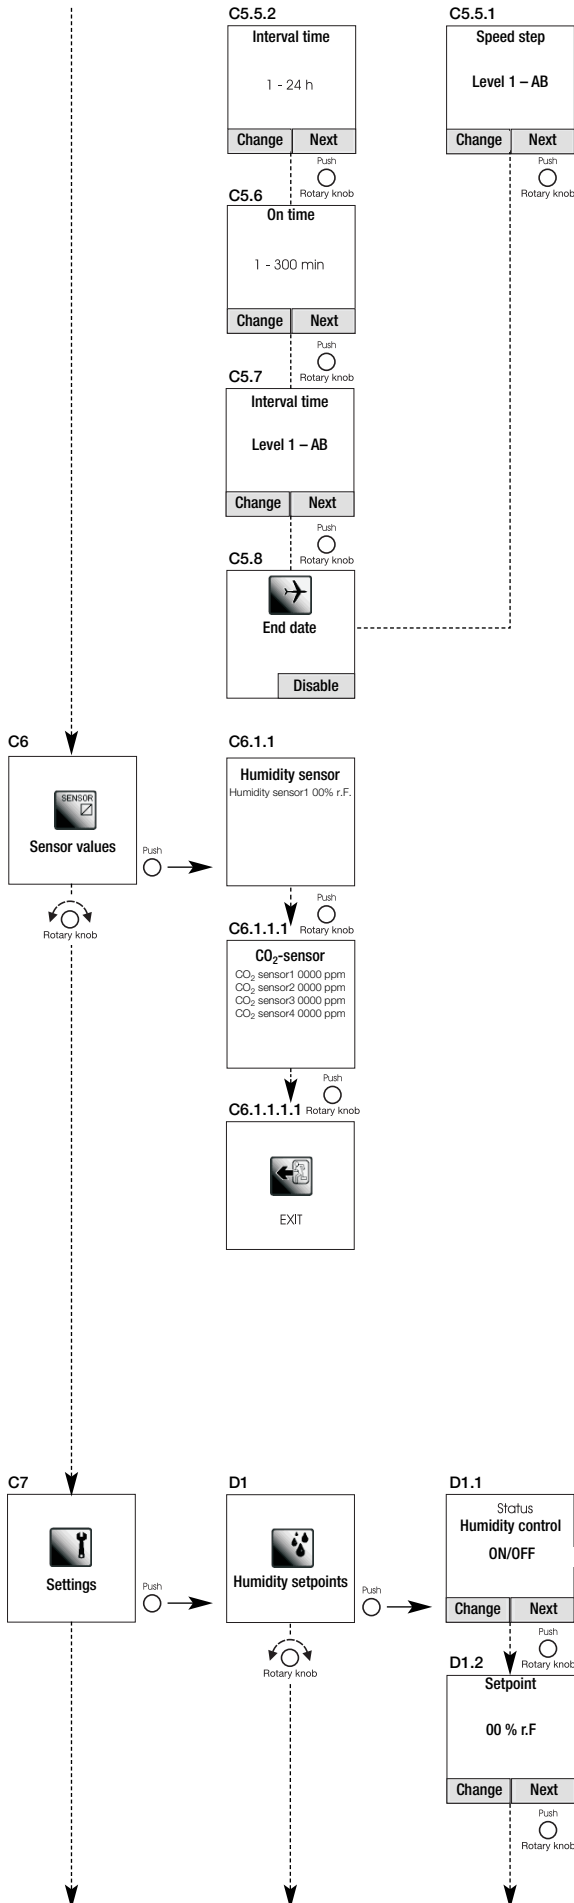 C5.5.2
Interval time
1 - 24 h
Change Next
Push
Rotary knob
C5.5.1
Speed step
Level 1 – AB
Change Next
Push
Rotary knob
C5.6
On time
1 - 300 min
Change Next
Push
Rotary knob
C5.7
Interval time
Level 1 – AB
Change Next
Push
Rotary knob
C5.8
End date
Disable
C6
SENSOR
Sensor values
Push
Rotary knob
C6.1.1
Humidity sensor
Humidity sensor1 00% r.F.
Push
Rotary knob
C6.1.1.1
CO₂-sensor
CO₂ sensor1 0000 ppm
CO₂ sensor2 0000 ppm
CO₂ sensor3 0000 ppm
CO₂ sensor4 0000 ppm
Push
Rotary knob
C6.1.1.1.1
EXIT
C7
Settings
Push
D1
Humidity setpoints
Push
Rotary knob
D1.1
Status
Humidity control
ON/OFF
Change Next
Push
Rotary knob
D1.2
Setpoint
00 % r.F
Change Next
Push
Rotary knob